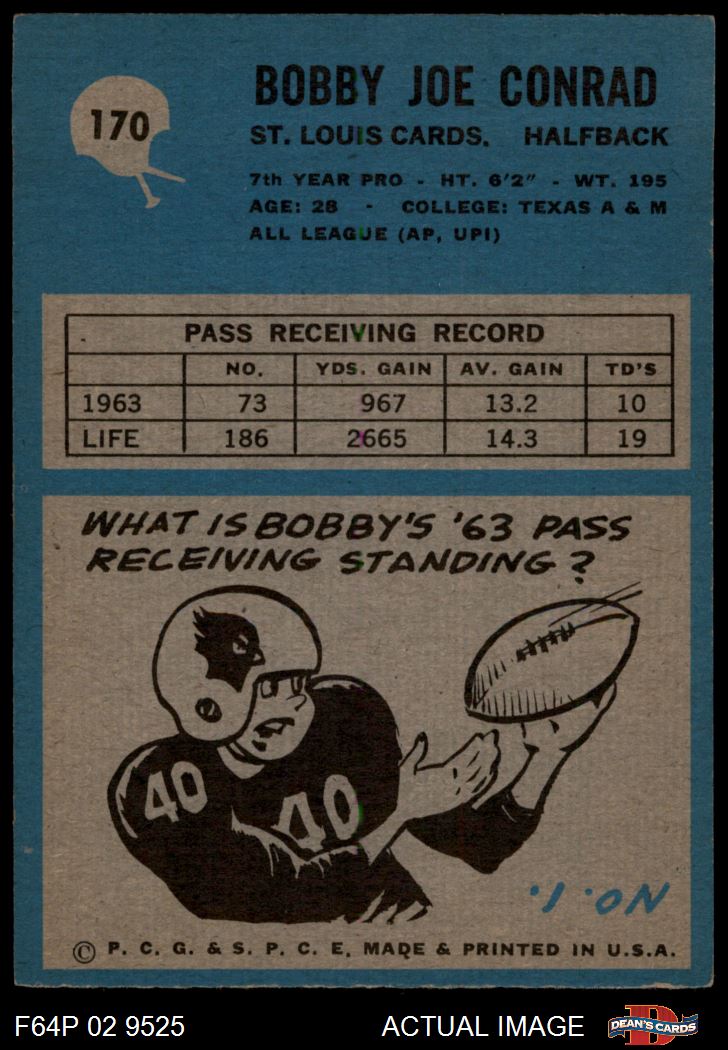 170
BOBBY JOE CONRAD
ST. LOUIS CARDS. HALFBACK
7th YEAR PRO - HT. 6'2" - WT. 195
AGE: 28 - COLLEGE: TEXAS A & M
ALL LEAGUE (AP, UPI)
PASS RECEIVING RECORD
NO. YDS. GAIN AV. GAIN TD'S
1963 73 967 13.2 10
LIFE 186 2665 14.3 19
WHAT IS BOBBY'S '63 PASS
RECEIVING STANDING?
40 40
NO. 1.
© P. C. G. & S. P. C. E. MADE & PRINTED IN U.S.A.
F64P 02 9525 ACTUAL IMAGE DEAN'S CARDS